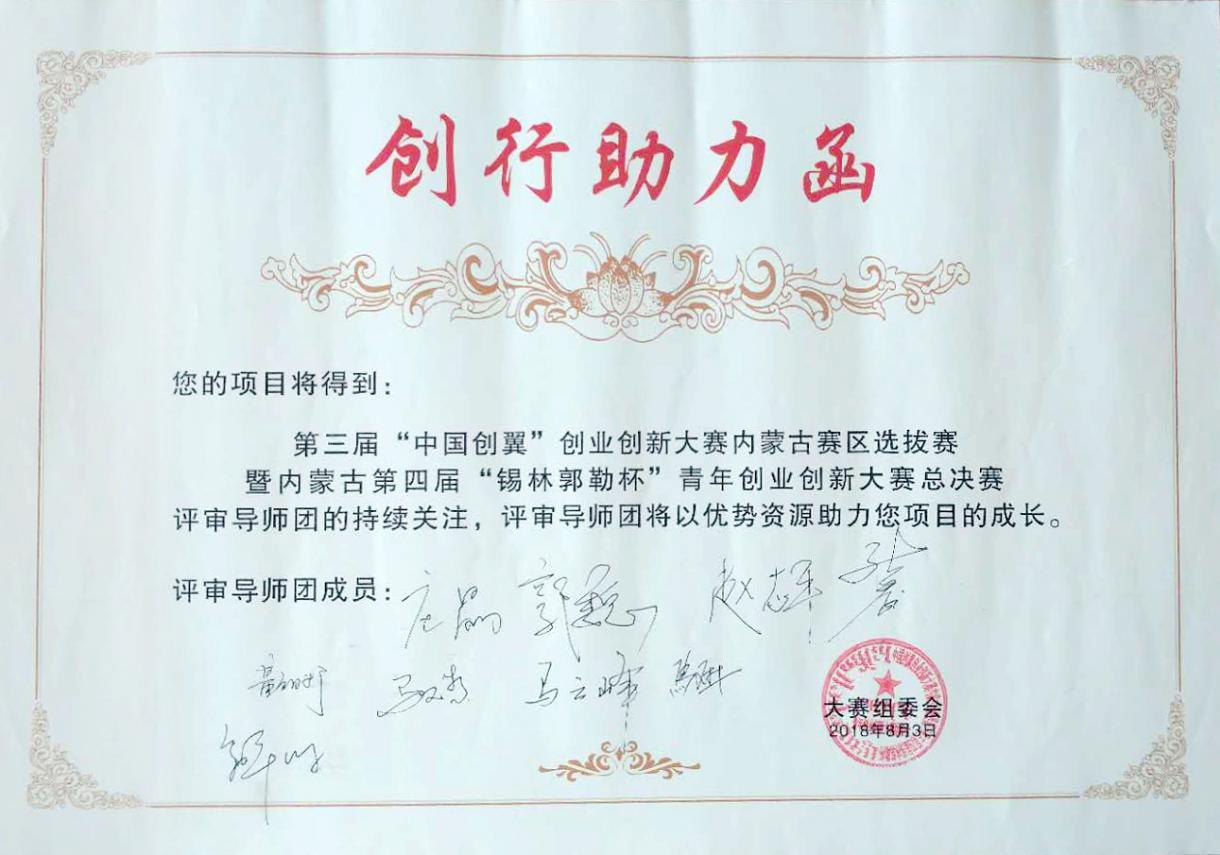 创行助力函
您的项目将得到：
第三届“中国创翼”创业创新大赛内蒙古赛区选拔赛
暨内蒙古第四届“锡林郭勒杯”青年创业创新大赛总决赛
评审导师团的持续关注，评审导师团将以优势资源助力您项目的成长。
评审导师团成员：庄晶
马云峰
大赛组委会
2018年8月3日